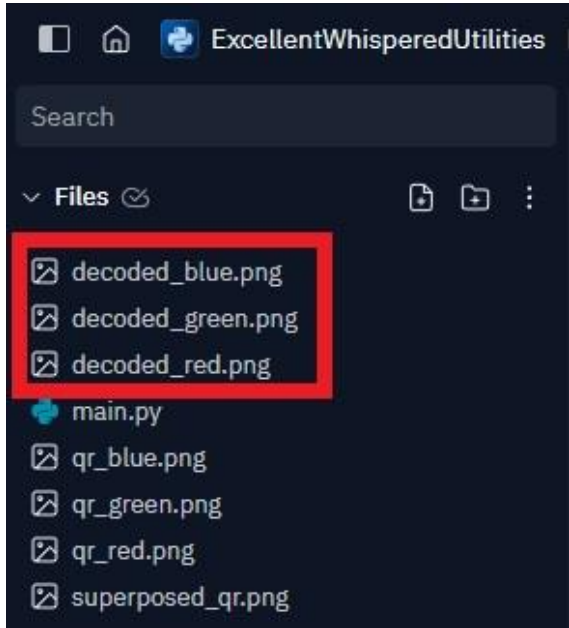 ExcellentWhisperedUtilities
Search
Files
decoded_blue.png
decoded_green.png
decoded_red.png
main.py
qr_blue.png
qr_green.png
qr_red.png
superposed_qr.png